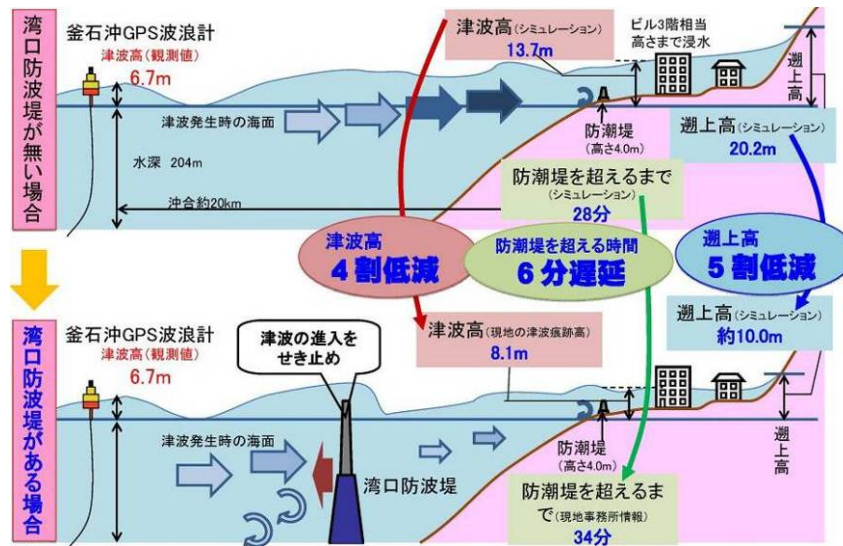 湾口防波堤が無い場合
釜石沖GPS波浪計
津波高(観測値)
6.7m
津波高(シミュレーション)
13.7m
ビル3階相当
高さまで浸水
遡上高
津波発生時の海面
水深 204m
沖合約20km
防潮堤
(高さ4.0m)
遡上高(シミュレーション)
20.2m
防潮堤を超えるまで
(シミュレーション)
28分
津波高
4割低減
防潮堤を超える時間
6分遅延
遡上高
5割低減
湾口防波堤がある場合
釜石沖GPS波浪計
津波高(観測値)
6.7m
津波の進入を
せき止め
津波高(現地の津波痕跡高)
8.1m
遡上高(シミュレーション)
約10.0m
津波発生時の海面
湾口防波堤
防潮堤
(高さ4.0m)
遡上高
防潮堤を超えるま
で(現地事務所情報)
34分